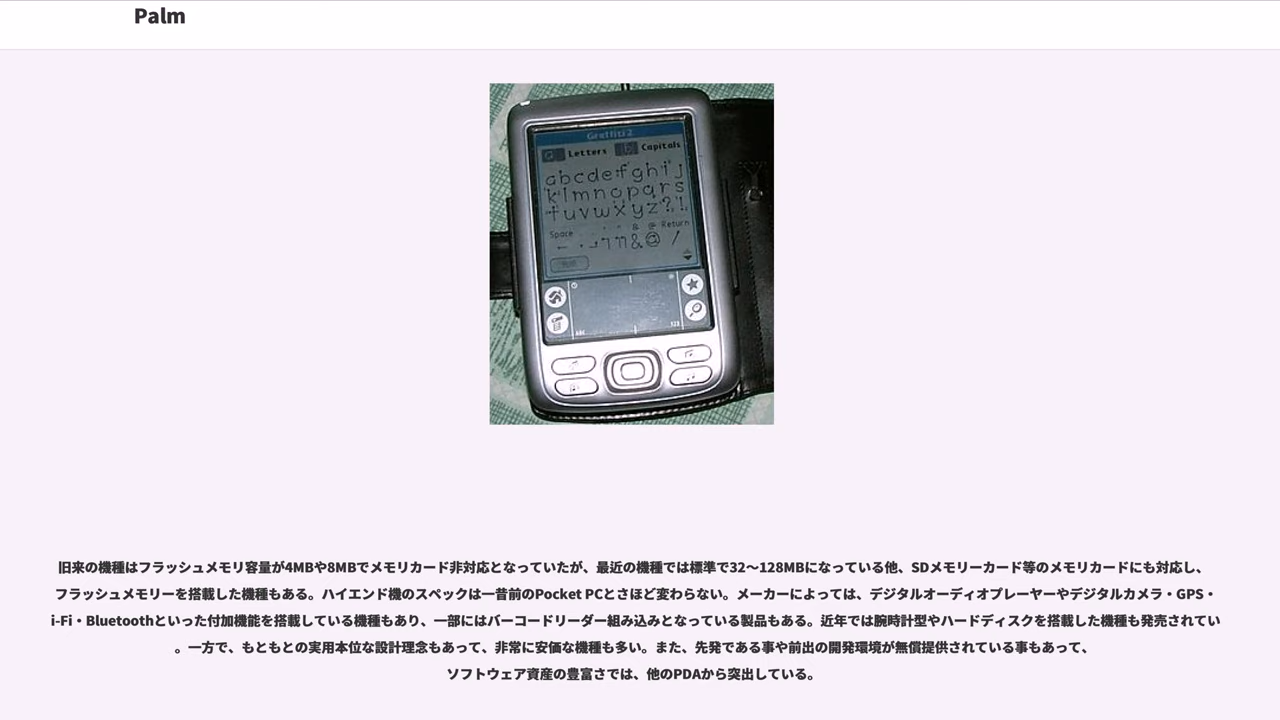 Palm
Graffiti 2
Letters
Capitals
abcdefghij
klmnopqrs
tuvwxyz?!
Space
& @ Return
&@ /
ABC
123
旧来の機種はフラッシュメモリ容量が4MBや8MBでメモリカード非対応となっていたが、最近の機種では標準で32〜128MBになっている他、SDメモリーカード等のメモリカードにも対応し、
フラッシュメモリーを搭載した機種もある。ハイエンド機のスペックは一昔前のPocket PCとさほど変わらない。メーカーによっては、デジタルオーディオプレーヤーやデジタルカメラ・GPS・
i-Fi・Bluetoothといった付加機能を搭載している機種もあり、一部にはバーコードリーダー組み込みとなっている製品もある。近年では腕時計型やハードディスクを搭載した機種も発売されてい
。一方で、もともとの実用本位な設計理念もあって、非常に安価な機種も多い。また、先発である事や前出の開発環境が無償提供されている事もあって、
ソフトウェア資産の豊富さでは、他のPDAから突出している。